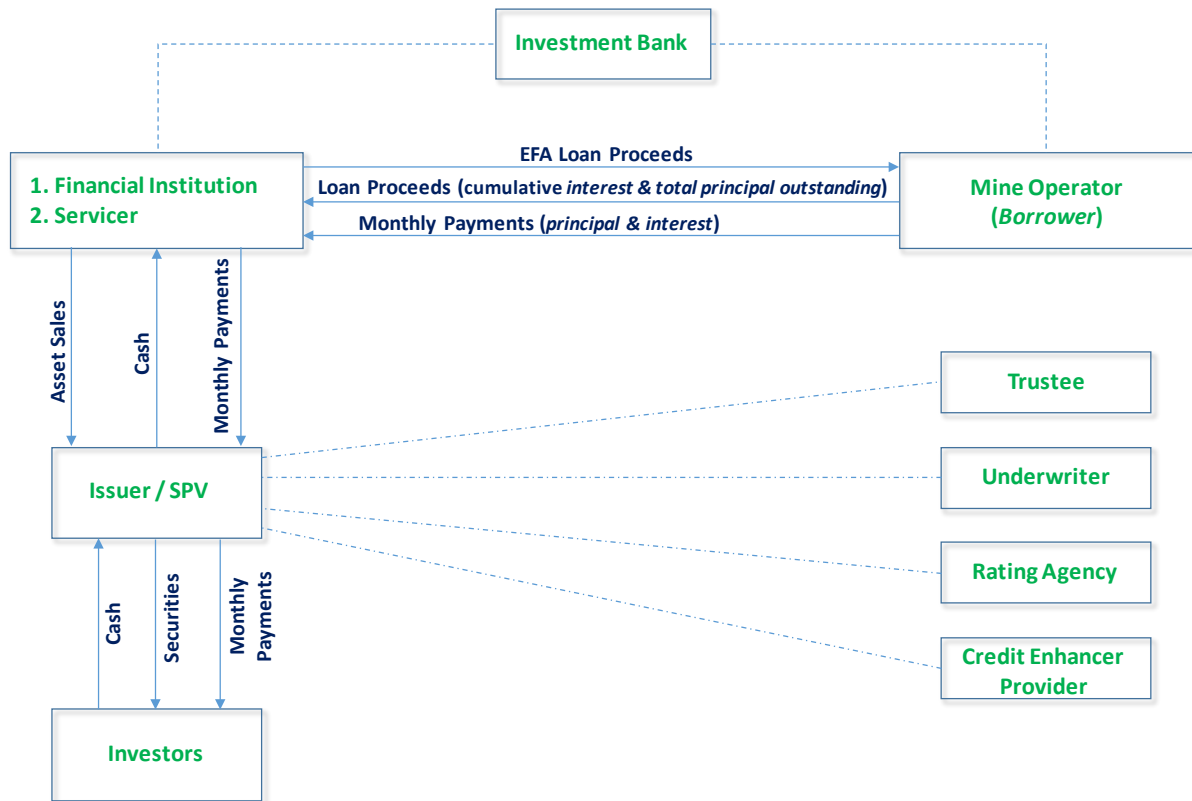 Investment Bank
EFA Loan Proceeds
1. Financial Institution
2. Servicer
Loan Proceeds (cumulative interest & total principal outstanding)
Monthly Payments (principal & interest)
Mine Operator
(Borrower)
Asset Sales
Cash
Monthly Payments
Trustee
Issuer / SPV
Underwriter
Rating Agency
Cash
Securities
Monthly
Payments
Credit Enhancer
Provider
Investors